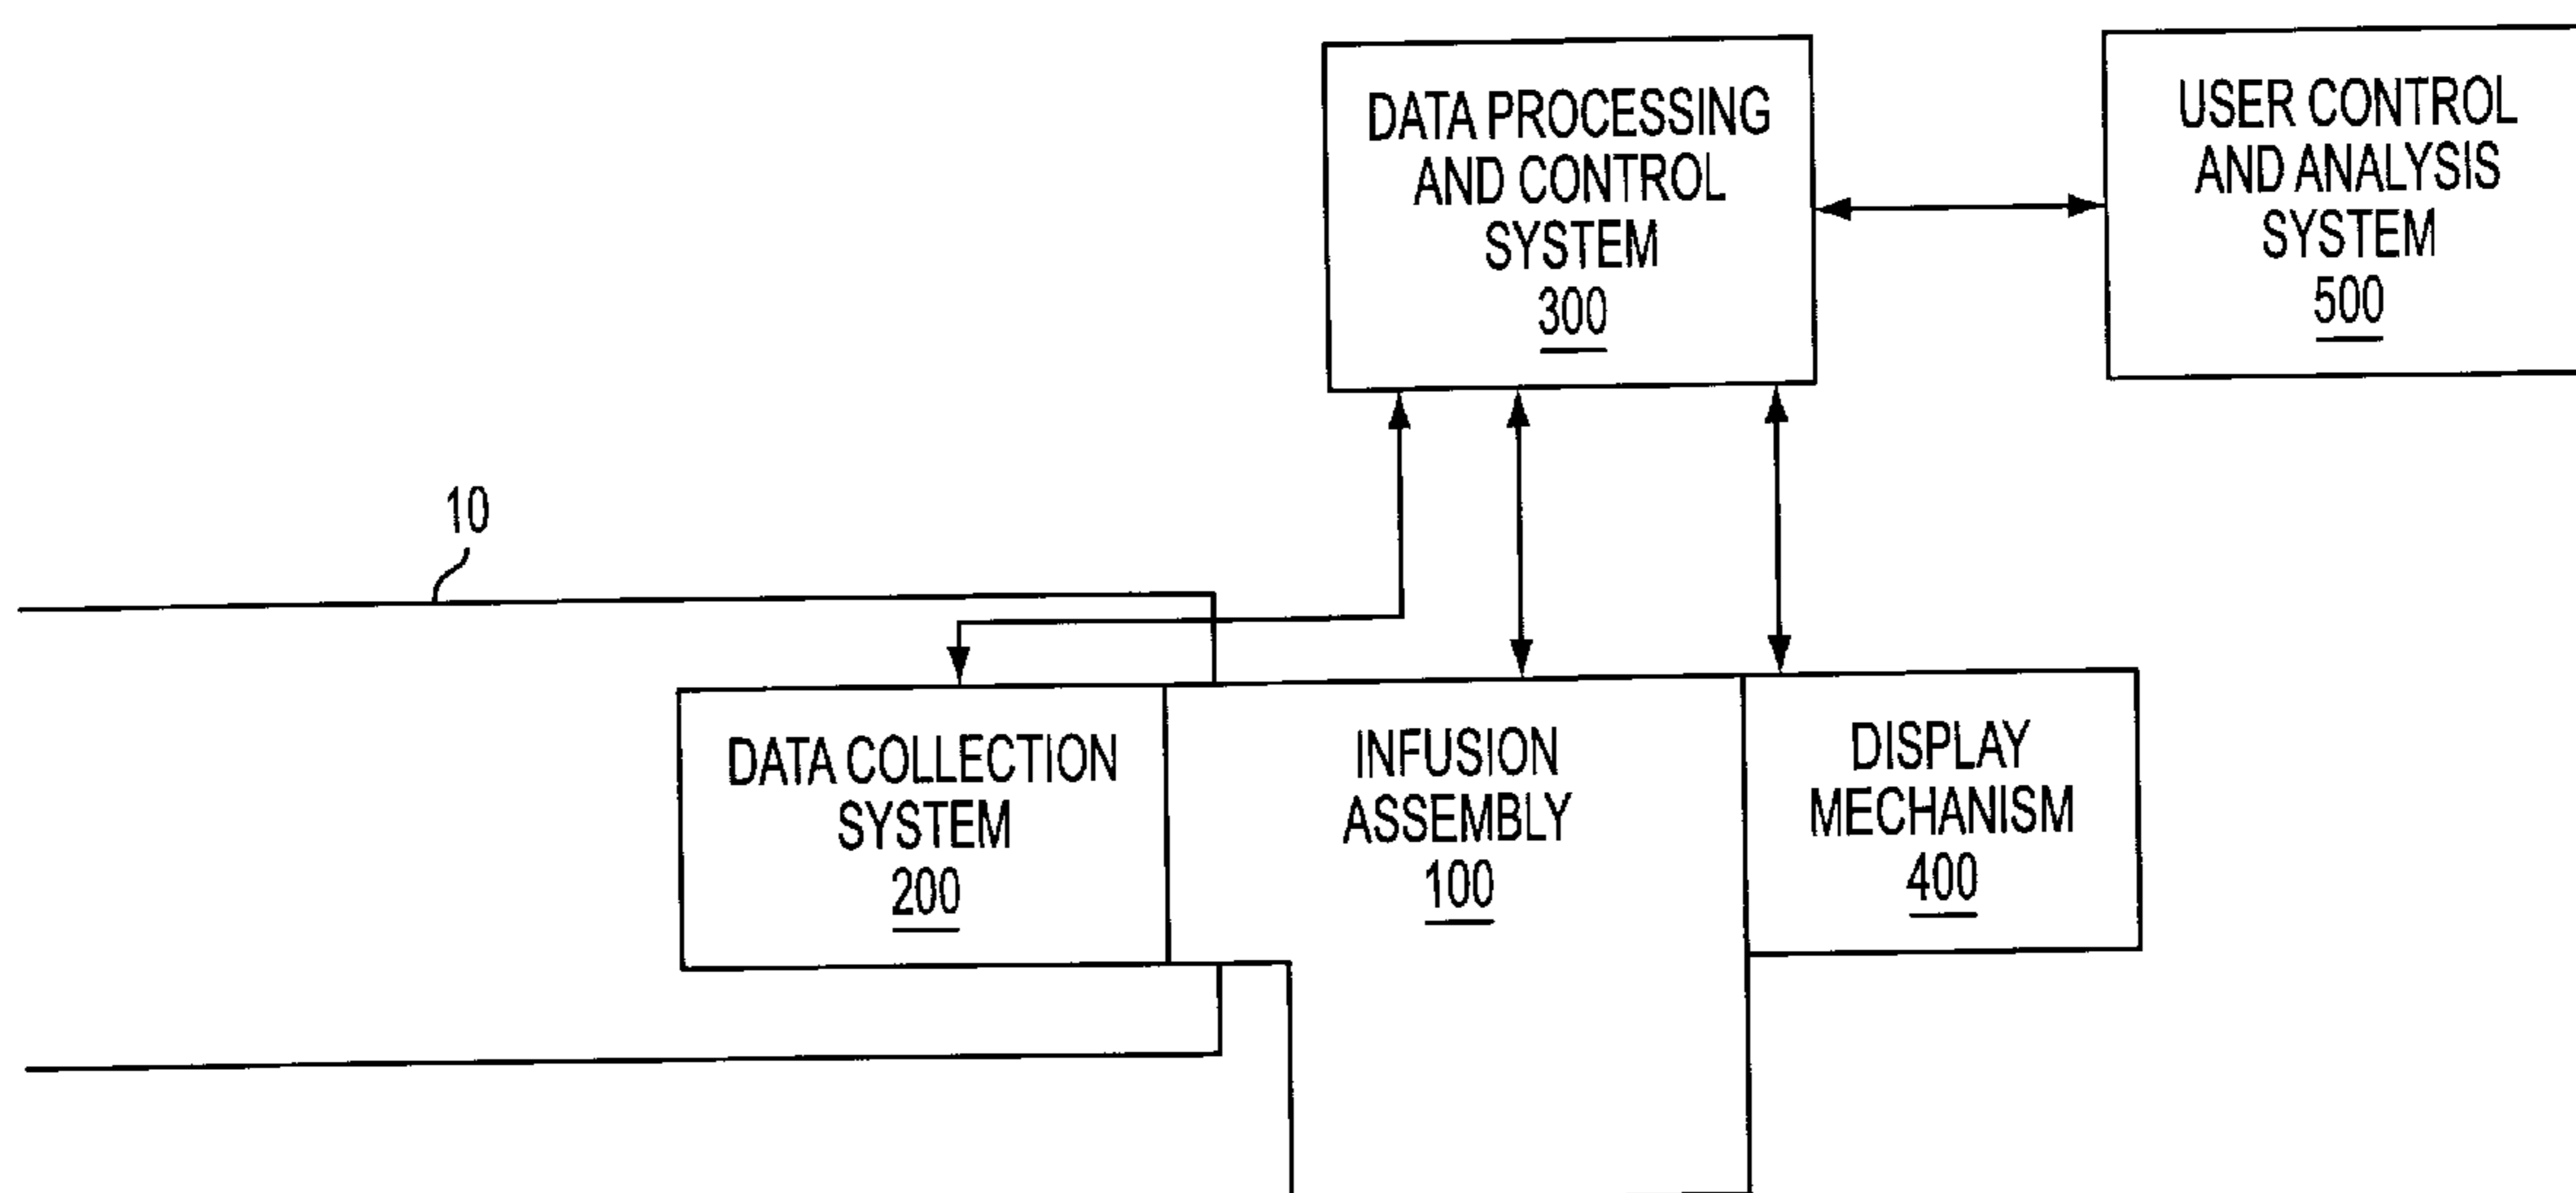 DATA PROCESSING
AND CONTROL
SYSTEM
300
USER CONTROL
AND ANALYSIS
SYSTEM
500
10
DATA COLLECTION
SYSTEM
200
INFUSION
ASSEMBLY
100
DISPLAY
MECHANISM
400